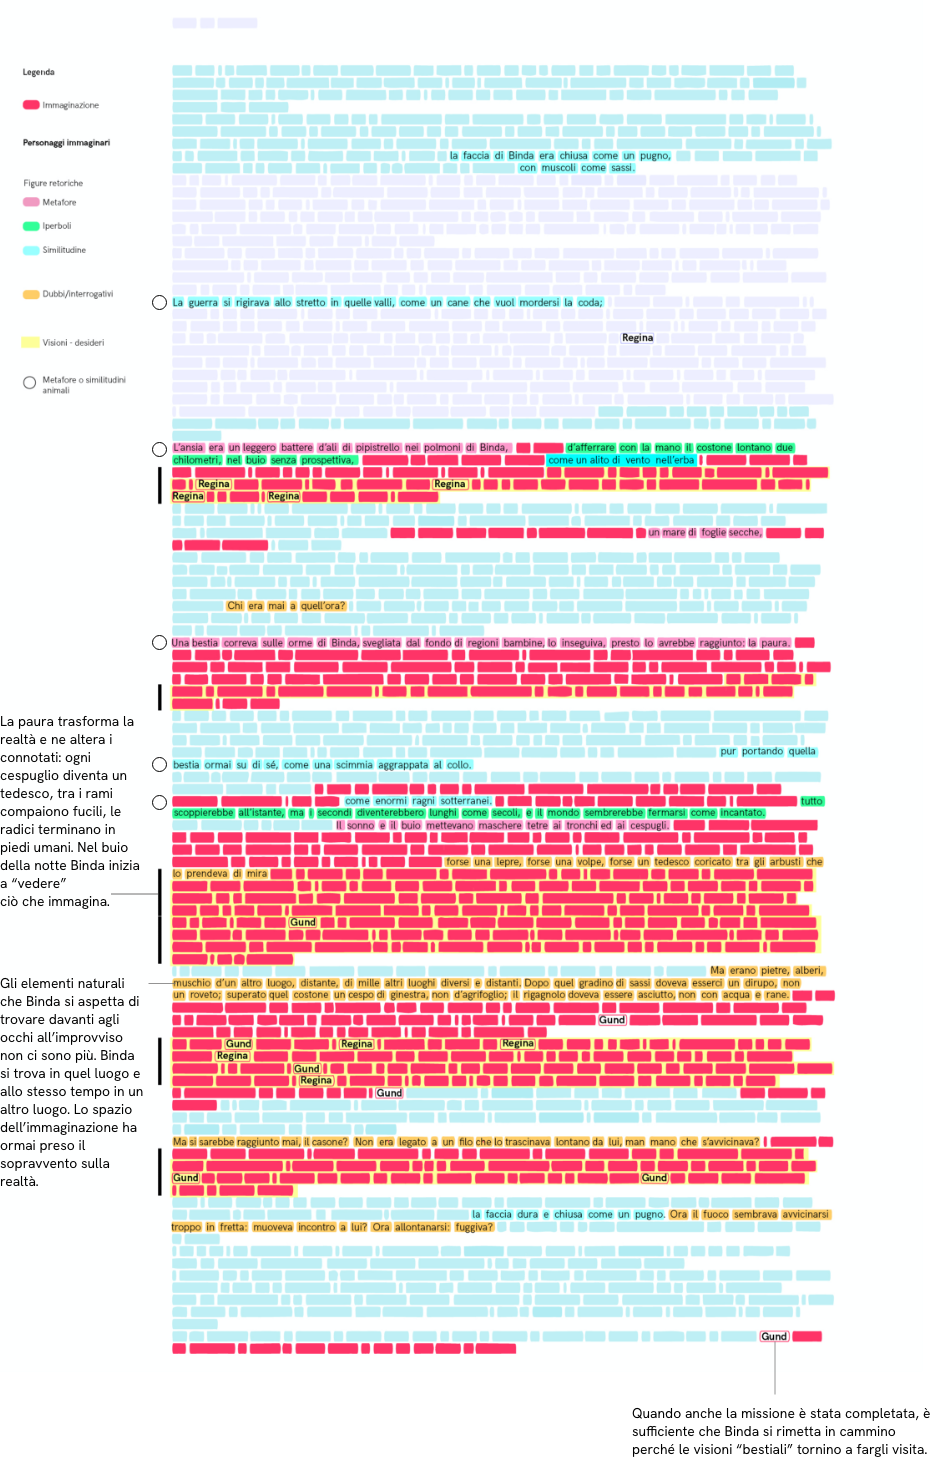 Legenda
Immaginazione
Personaggi immaginari
Figure retoriche
Metafore
Iperboli
Similitudine
Dubbi/Interrogativi
Visioni - desideri
Metafore o similitudini
animali
la faccia di Binda era chiusa come un pugno,
con muscoli come sassi.
La guerra si rigirava allo stretto in quelle valli, come un cane che vuol mordersi la coda;
Regina
L'ansia era un leggero battere d'ali di pipistrello nei polmoni di Binda, d'afferrare con la mano il costone lontano due
chilometri, nel buio senza prospettiva, come un alito di vento nell'erba
Regina Regina
Regina Regina
un mare di foglie secche,
Chi era mai a quell'ora?
Una bestia correva sulle orme di Binda, svegliata dal fondo di regioni bambine, lo inseguiva, presto lo avrebbe raggiunto: la paura.
pur portando quella
bestia ormai su di sé, come una scimmia aggrappata al collo.
come enormi ragni sotterranei. tutto
scoppierebbe all'istante, ma i secondi diventerebbero lunghi come secoli, e il mondo sembrerebbe fermarsi come incantato.
Il sonno e il buio mettevano maschere tetre ai tronchi ed ai cespugli.
forse una lepre, forse una volpe, forse un tedesco coricato tra gli arbusti che
lo prendeva di mira
Gund
Ma erano pietre, alberi,
muschio d'un altro luogo, distante, di mille altri luoghi diversi e distanti. Dopo quel gradino di sassi doveva esserci un dirupo, non
un roveto; superato quel costone un cespo di ginestra, non d'agrifoglio; il rigagnolo doveva essere asciutto, non con acqua e rane.
Gund
Gund Regina Regina
Regina
Gund
Regina
Gund
Ma si sarebbe raggiunto mai, il casone? Non era legato a un filo che lo trascinava lontano da lui, man mano che s'avvicinava?
Gund Gund
la faccia dura e chiusa come un pugno. Ora il fuoco sembrava avvicinarsi
troppo in fretta: muoveva incontro a lui? Ora allontanarsi: fuggiva?
Gund
La paura trasforma la
realtà e ne altera i
connotati: ogni
cespuglio diventa un
tedesco, tra i rami
compaiono fucili, le
radici terminano in
piedi umani. Nel buio
della notte Binda inizia
a “vedere”
ciò che immagina.
Gli elementi naturali
che Binda si aspetta di
trovare davanti agli
occhi all'improvviso
non ci sono più. Binda
si trova in quel luogo e
allo stesso tempo in un
altro luogo. Lo spazio
dell'immaginazione ha
ormai preso il
sopravvento sulla
realtà.
Quando anche la missione è stata completata, è
sufficiente che Binda si rimetta in cammino
perché le visioni “bestiali” tornino a fargli visita.